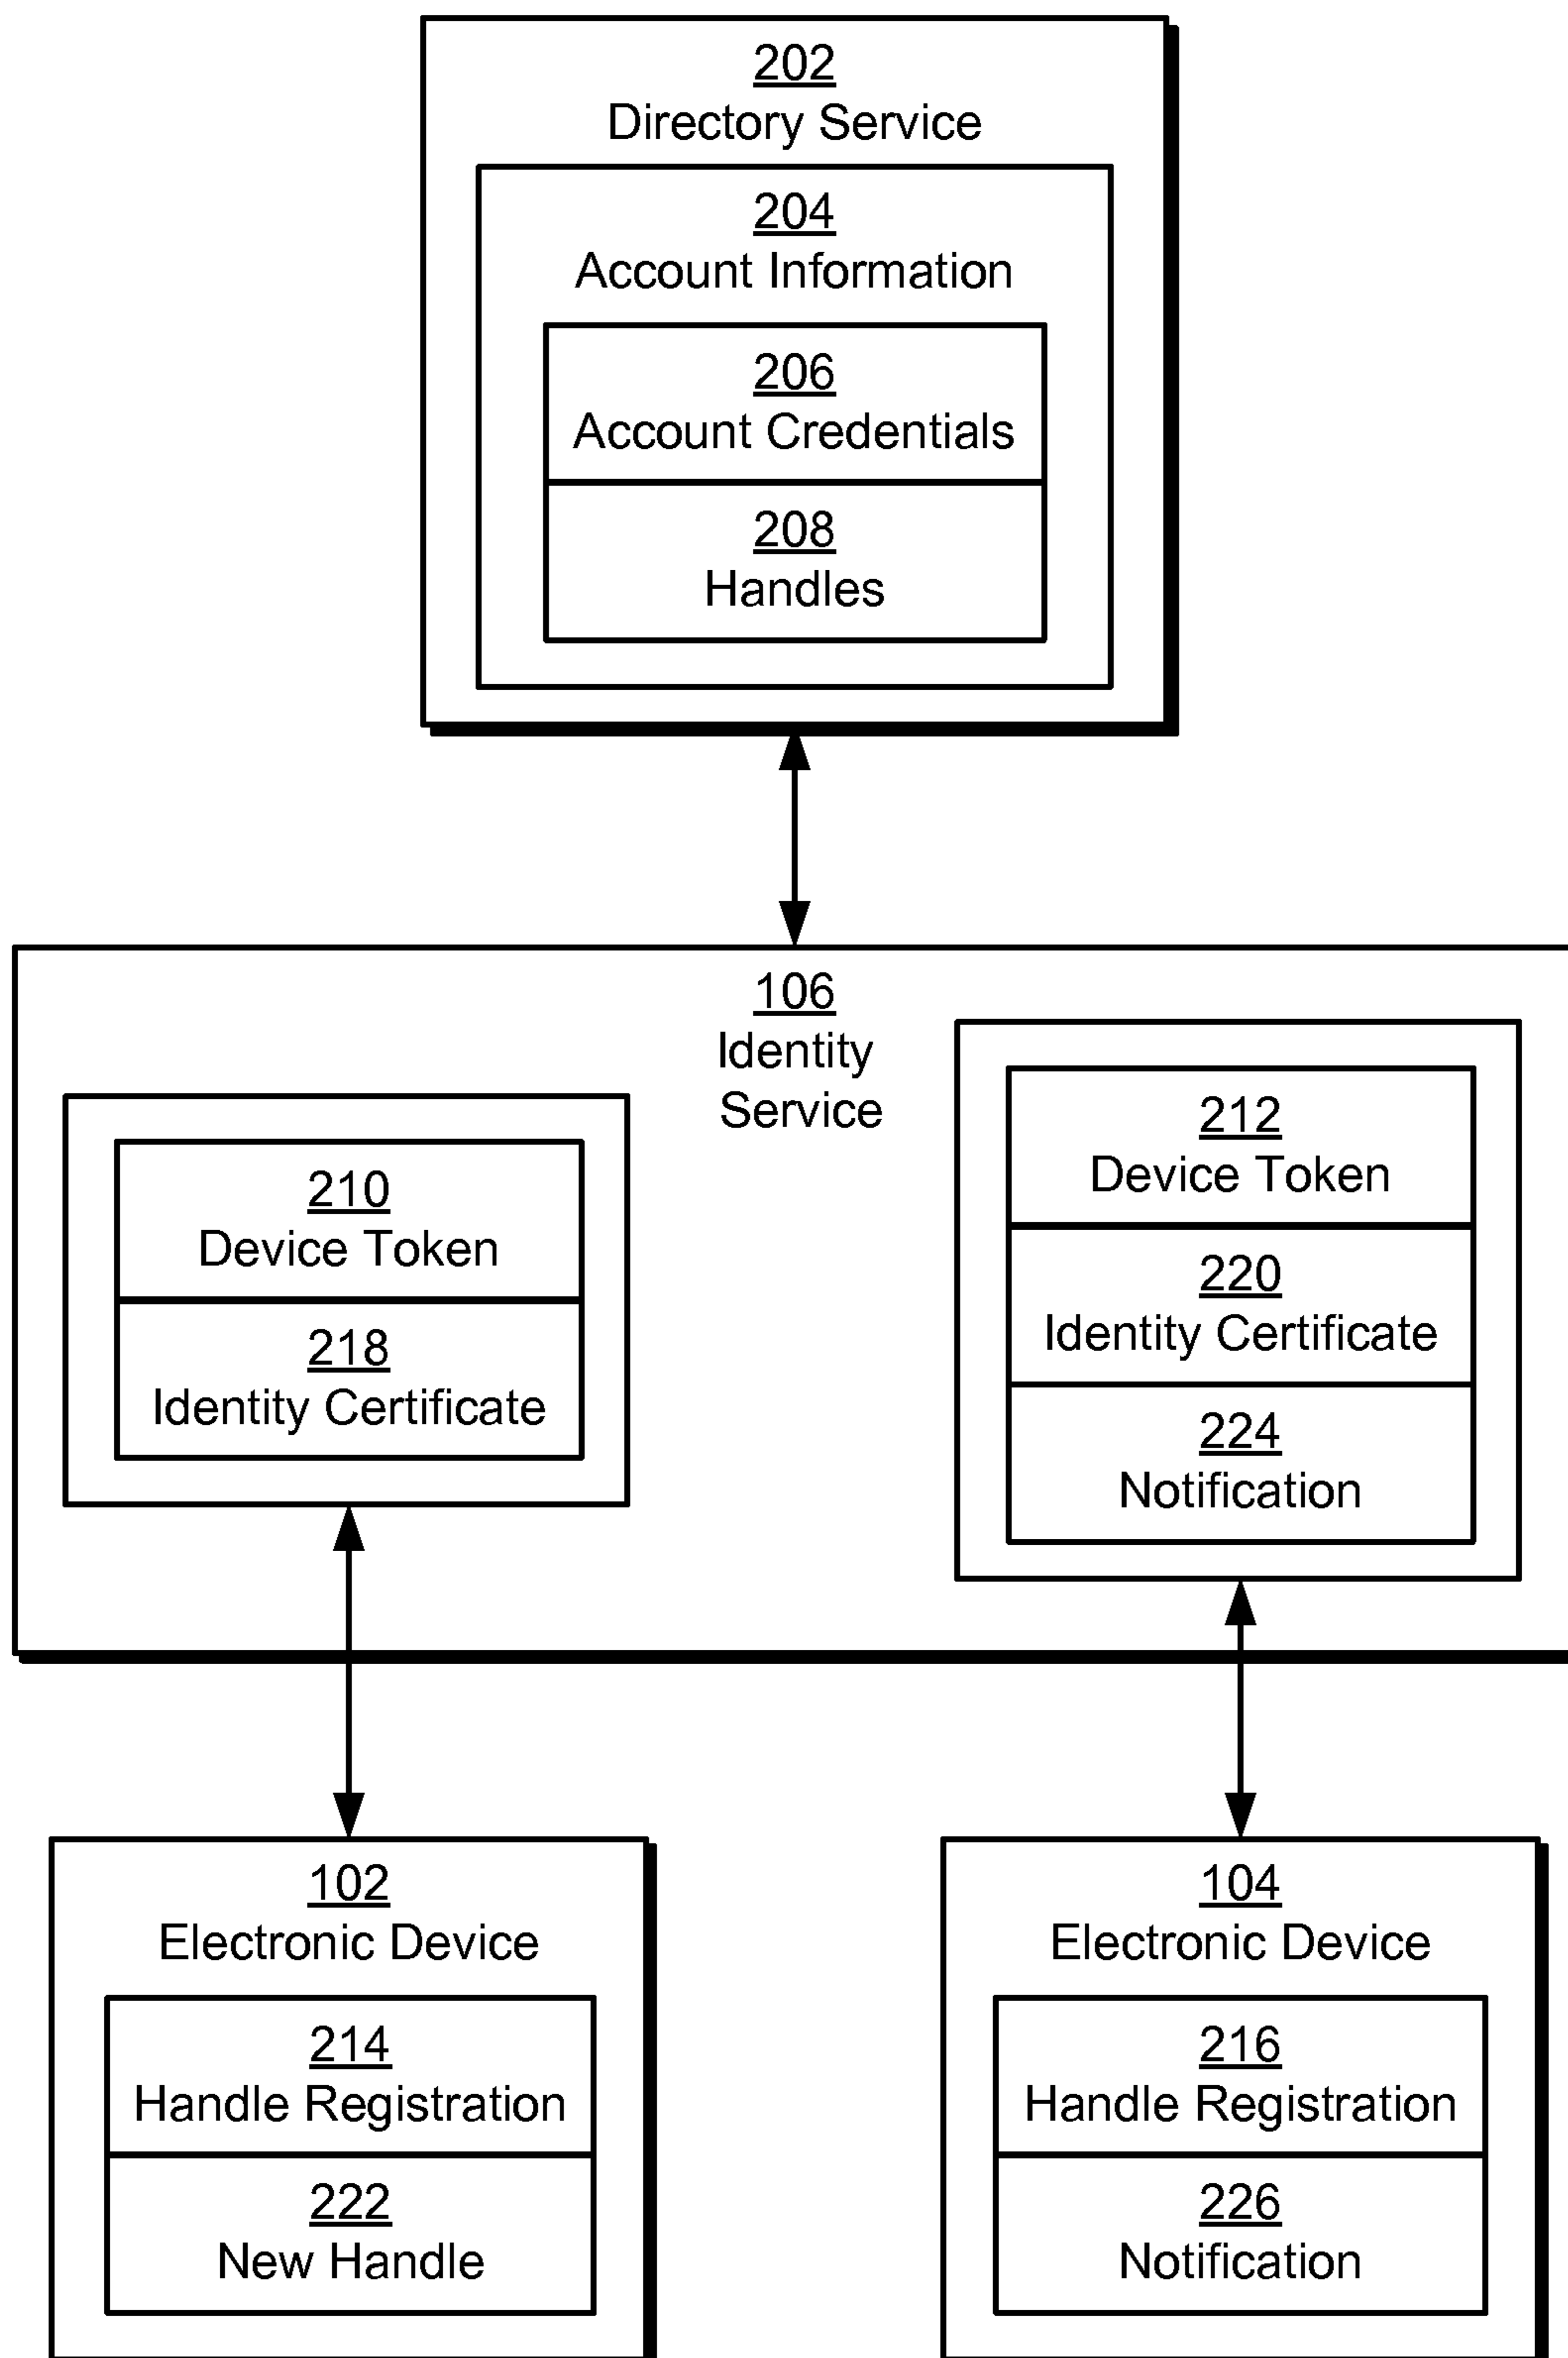 202
Directory Service
204
Account Information
206
Account Credentials
208
Handles
106
Identity
Service
210
Device Token
218
Identity Certificate
212
Device Token
220
Identity Certificate
224
Notification
102
Electronic Device
214
Handle Registration
222
New Handle
104
Electronic Device
216
Handle Registration
226
Notification